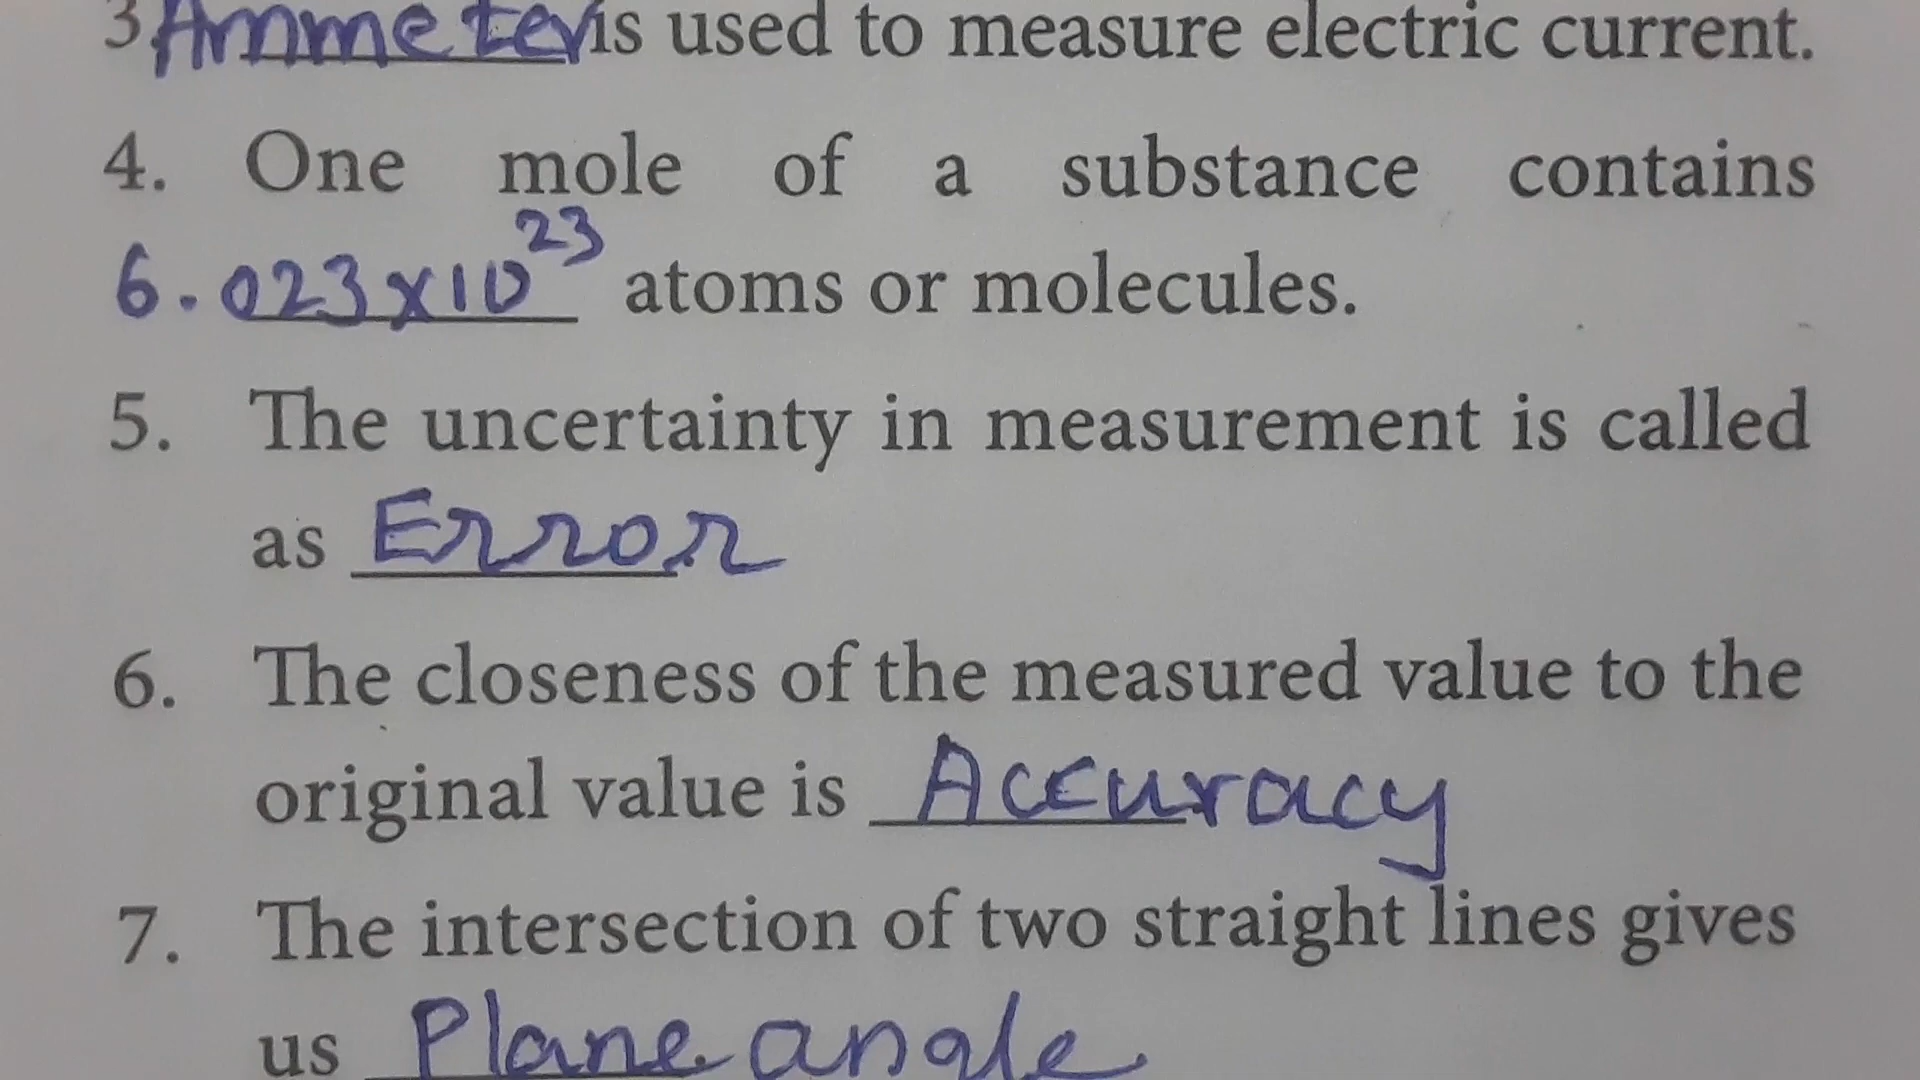 3 Ammeter is used to measure electric current.
4. One mole of a substance contains
6.023x10²³ atoms or molecules.
5. The uncertainty in measurement is called
as Error
6. The closeness of the measured value to the
original value is Accuracy
7. The intersection of two straight lines gives
us Plane angle